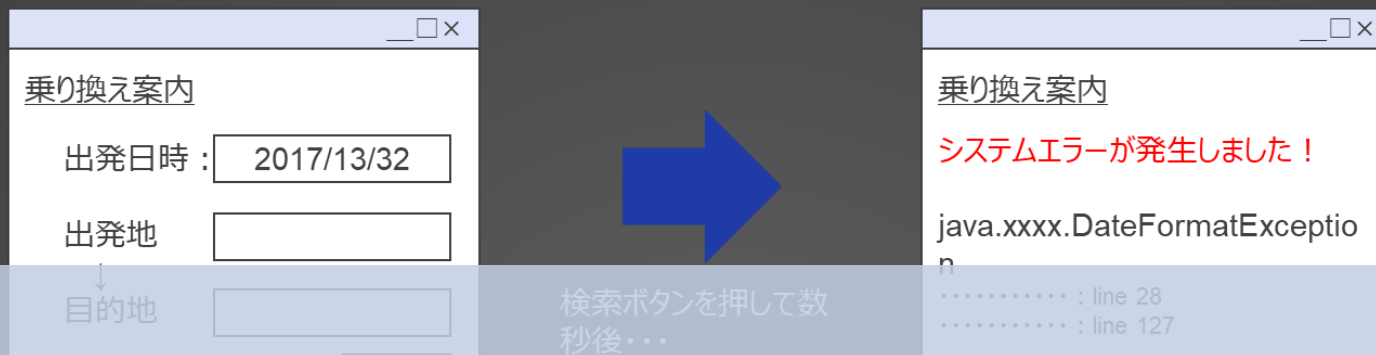 乗り換え案内
出発日時：
2017/13/32
出発地
↓
目的地
検索ボタンを押して数
秒後・・・
乗り換え案内
システムエラーが発生しました！
java.xxxx.DateFormatExceptio
n
・・・・・・・・・・・：line 28
・・・・・・・・・・・：line 127